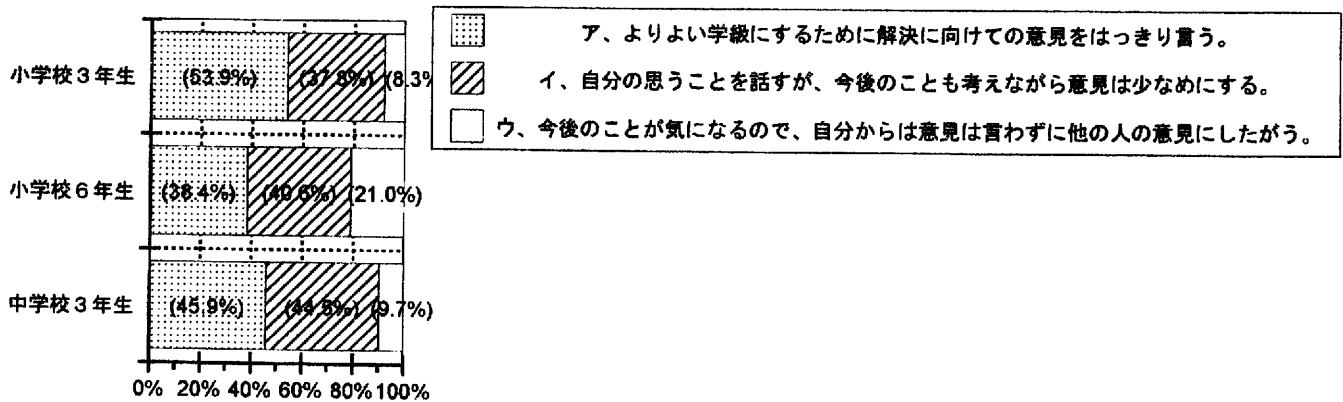 ア、よりよい学級にするために解決に向けての意見をはっきり言う。
イ、自分の思うことを話すが、今後のことも考えながら意見は少なめにする。
ウ、今後のことが気になるので、自分からは意見は言わずに他の人の意見にしたがう。
小学校3年生 (53.9%) (37.8%) (8.3%
小学校6年生 (38.4%) (40.6%) (21.0%)
中学校3年生 (45.9%) (44.5%) (9.7%)
0% 20% 40% 60% 80% 100%